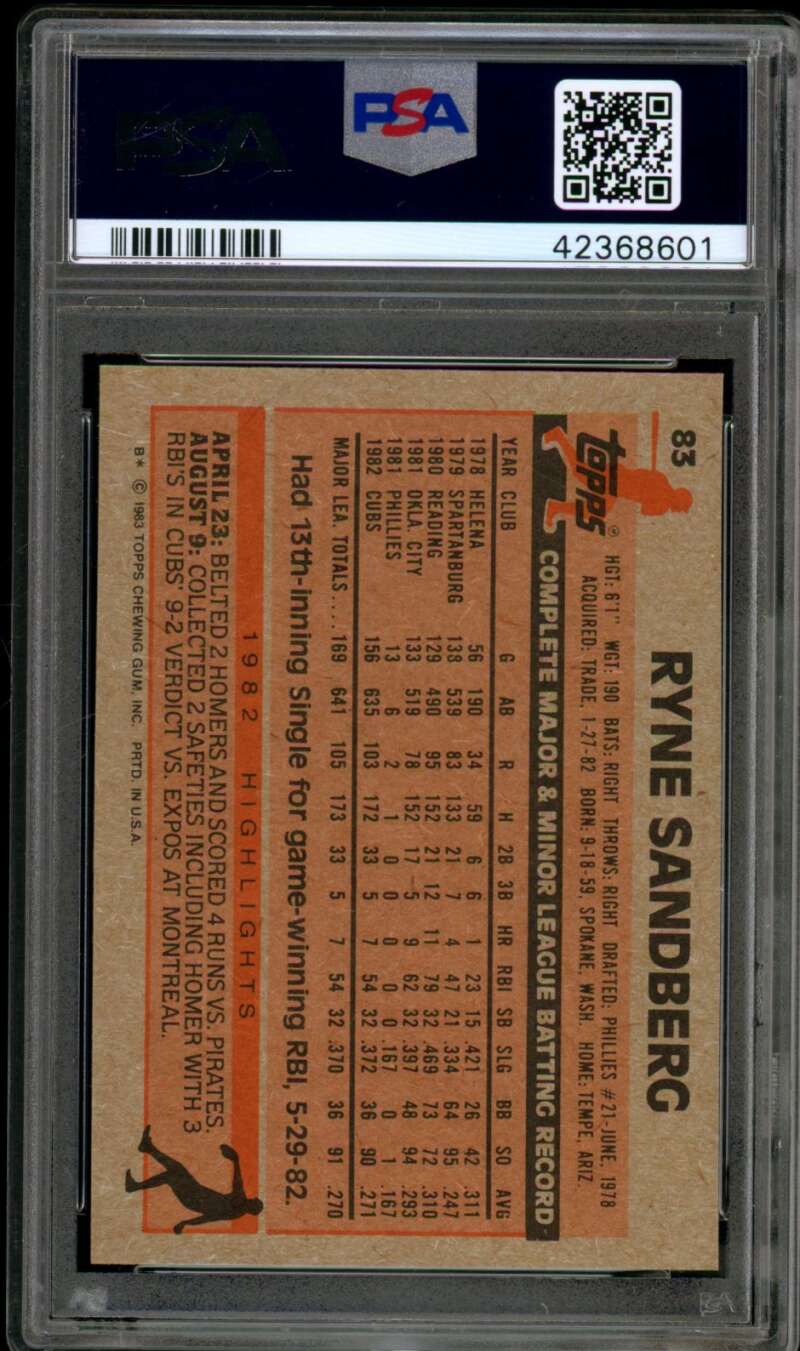 PSA
PSA
42368601
83
RYNE SANDBERG
topps®
HGT: 6'1" WGT: 190 BATS: RIGHT THROWS: RIGHT DRAFTED: PHILLIES #21-JUNE, 1978
ACQUIRED: TRADE, 1-27-82 BORN: 9-18-59, SPOKANE, WASH. HOME: TEMPE, ARIZ.
COMPLETE MAJOR & MINOR LEAGUE BATTING RECORD
YEAR CLUB G AB R H 2B 3B HR RBI SB SLG BB SO AVG
1978 HELENA 56 190 34 59 6 6 1 23 15 .421 26 42 .311
1979 SPARTANBURG 138 539 83 133 21 7 4 47 21 .334 64 95 .247
1980 READING 129 490 95 152 21 12 11 79 32 .469 73 72 .310
1981 OKLA. CITY 133 519 78 152 17 5 9 62 32 .397 48 94 .293
1981 PHILLIES 13 6 2 1 0 0 0 0 0 .167 0 1 .167
1982 CUBS 156 635 103 172 33 5 7 54 32 .372 36 90 .271
MAJOR LEA. TOTALS .... 169 641 105 173 33 5 7 54 32 .370 36 91 .270
Had 13th-inning Single for game-winning RBI, 5-29-82.
1982 HIGHLIGHTS
APRIL 23: BELTED 2 HOMERS AND SCORED 4 RUNS VS. PIRATES.
AUGUST 9: COLLECTED 2 SAFETIES INCLUDING HOMER WITH 3
RBI'S IN CUBS' 9-2 VERDICT VS. EXPOS AT MONTREAL.
B* © 1983 TOPPS CHEWING GUM, INC. PRTD. IN U.S.A.
PSA